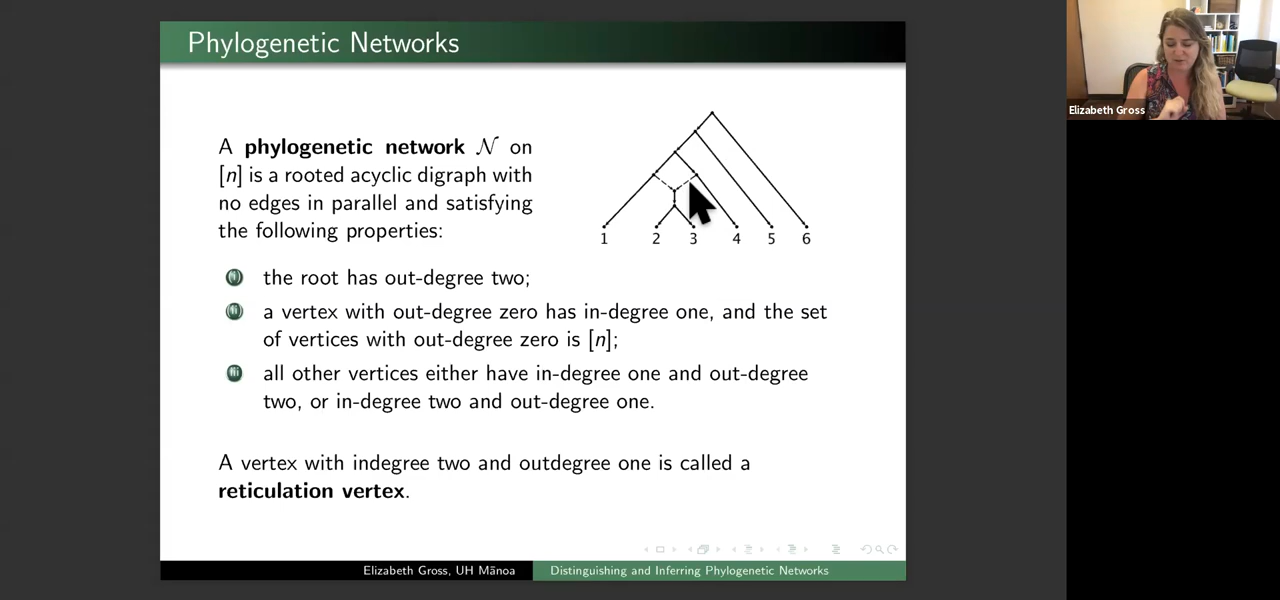 Phylogenetic Networks
A phylogenetic network 𝒩 on
[n] is a rooted acyclic digraph with
no edges in parallel and satisfying
the following properties:
1 2 3 4 5 6
i the root has out-degree two;
ii a vertex with out-degree zero has in-degree one, and the set
of vertices with out-degree zero is [n];
iii all other vertices either have in-degree one and out-degree
two, or in-degree two and out-degree one.
A vertex with indegree two and outdegree one is called a
reticulation vertex.
Elizabeth Gross, UH Mānoa Distinguishing and Inferring Phylogenetic Networks
Elizabeth Gross